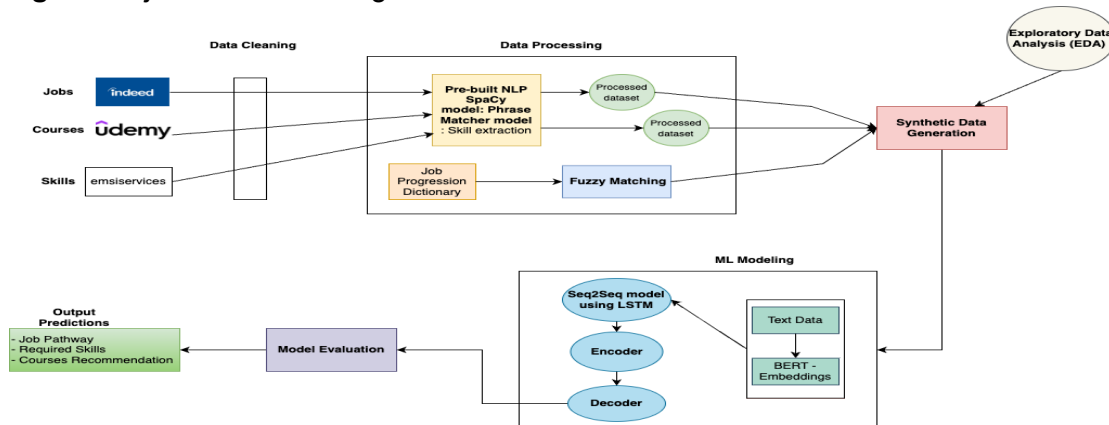 Data Cleaning
Data Processing
Exploratory Data
Analysis (EDA)
Jobs
indeed
Courses
ûdemy
Skills
emsiservices
Pre-built NLP
SpaCy
model: Phrase
Matcher model
: Skill extraction
Processed
dataset
Processed
dataset
Job
Progression
Dictionary
Fuzzy Matching
Synthetic Data
Generation
ML Modeling
Seq2Seq model
using LSTM
Encoder
Decoder
Text Data
BERT -
Embeddings
Model Evaluation
Output
Predictions
- Job Pathway
- Required Skills
- Courses Recommendation